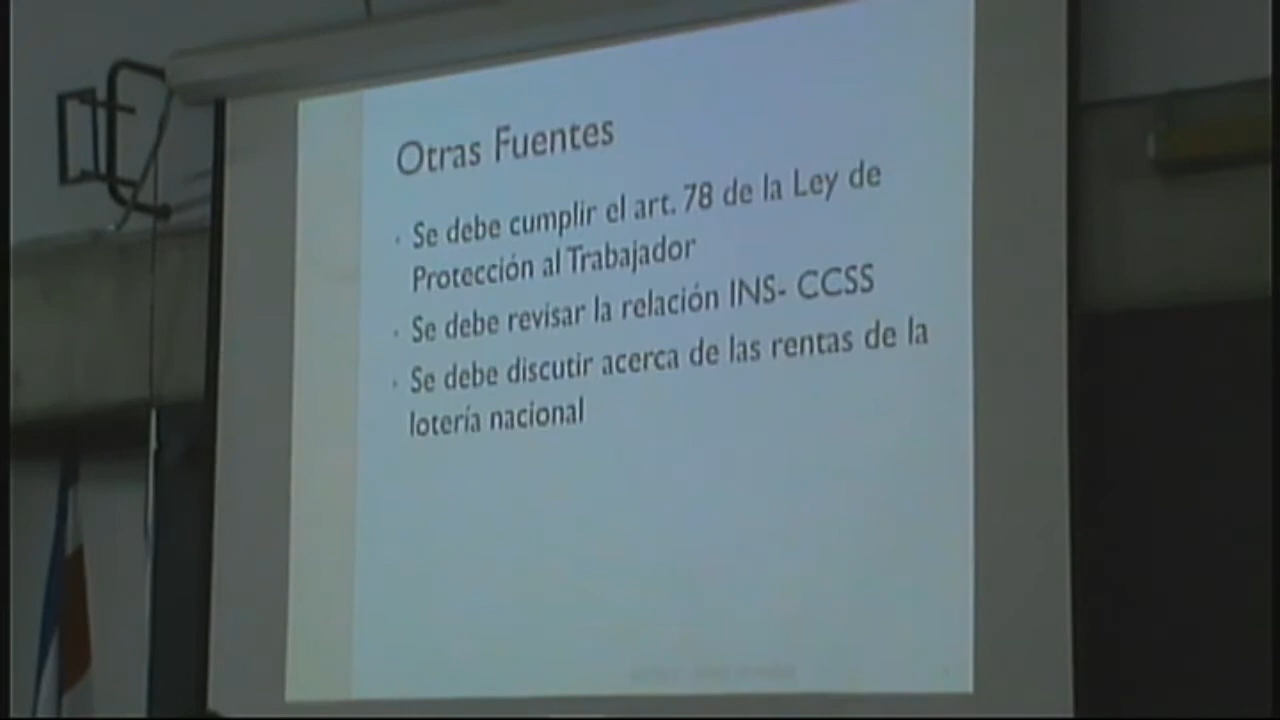 Otras Fuentes
· Se debe cumplir el art. 78 de la Ley de
Protección al Trabajador
· Se debe revisar la relación INS- CCSS
· Se debe discutir acerca de las rentas de la
lotería nacional